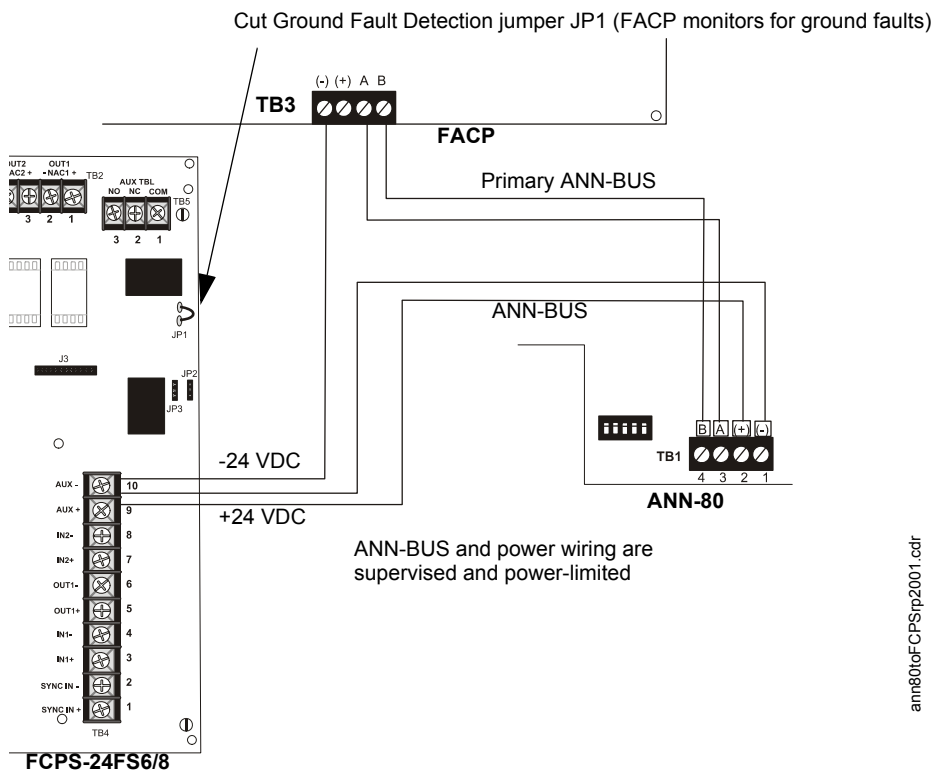 Cut Ground Fault Detection jumper JP1 (FACP monitors for ground faults)
(-) (+) A B
TB3
FACP
OUT2 OUT1
NAC2 + - NAC1 + TB2
3 2 1
AUX TBL
NO NC COM
TB5
3 2 1
Primary ANN-BUS
JP1
ANN-BUS
J3
JP2
JP3
B A (+) (-)
TB1
4 3 2 1
ANN-80
-24 VDC
AUX - 10
AUX + 9
+24 VDC
IN2- 8
IN2+ 7
OUT1- 6
OUT1+ 5
IN1- 4
IN1+ 3
SYNC IN - 2
SYNC IN + 1
TB4
ANN-BUS and power wiring are
supervised and power-limited
FCPS-24FS6/8
ann80toFCPSrp2001.cdr